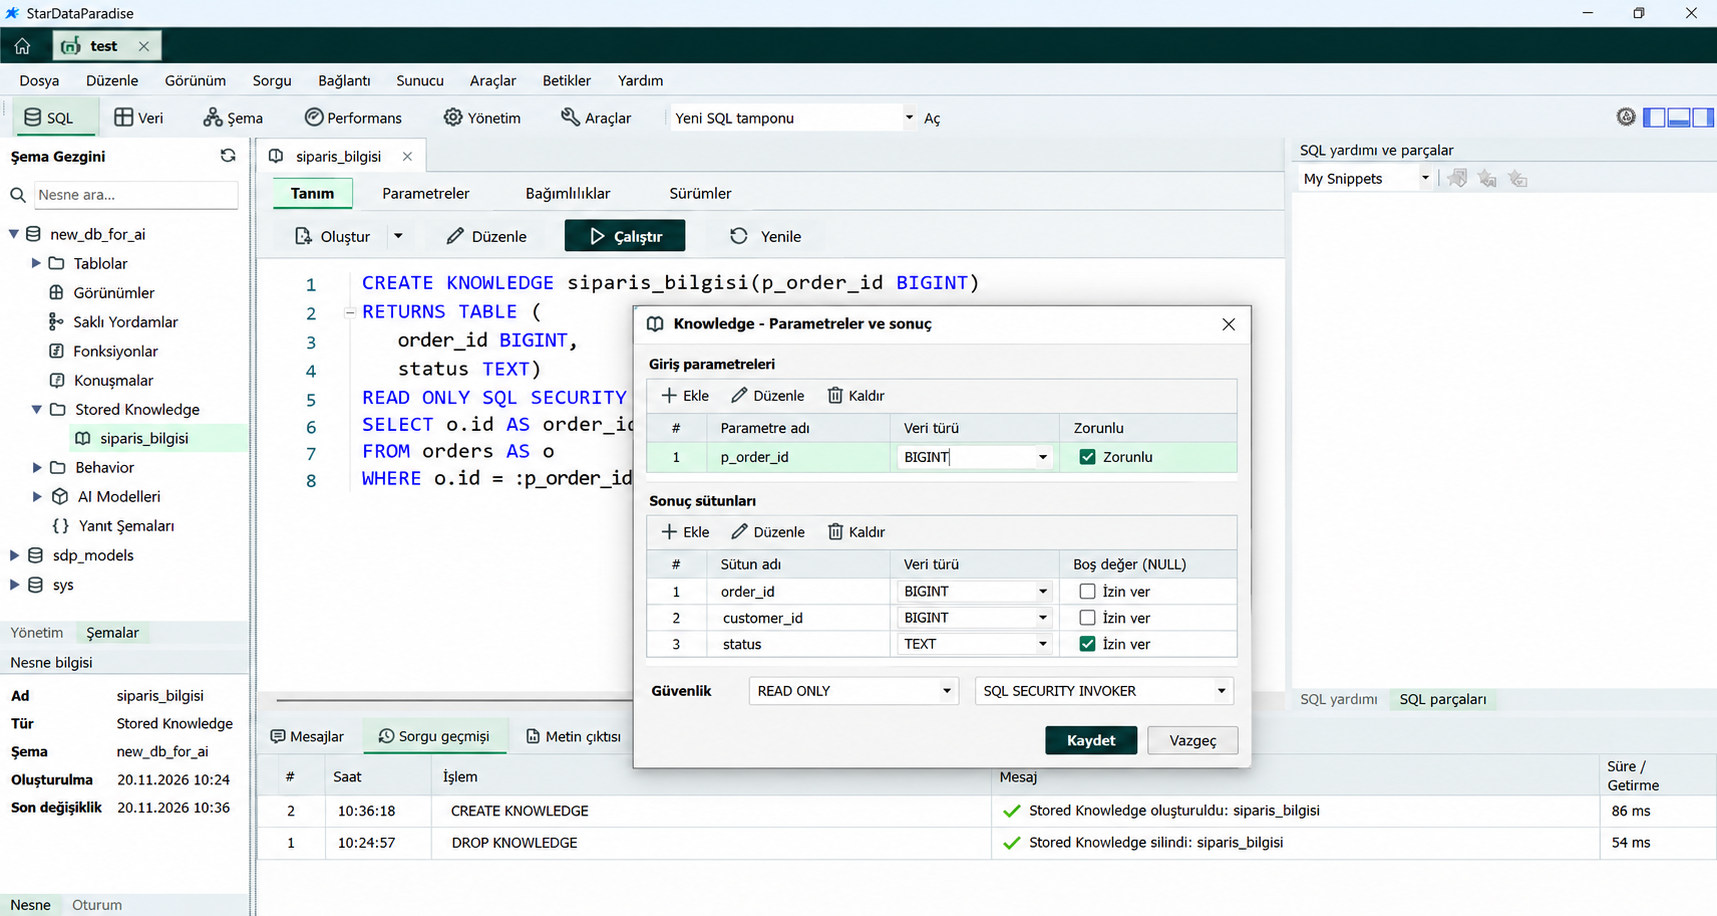 StarDataParadise
test
Dosya Düzenle Görünüm Sorgu Bağlantı Sunucu Araçlar Betikler Yardım
SQL Veri Şema Performans Yönetim Araçlar Yeni SQL tamponu Aç
Şema Gezgini
Nesne ara...
new_db_for_ai
Tablolar
Görünümler
Saklı Yordamlar
Fonksiyonlar
Konuşmalar
Stored Knowledge
siparis_bilgisi
Behavior
AI Modelleri
{} Yanıt Şemaları
sdp_models
sys
Yönetim Şemalar
Nesne bilgisi
Ad siparis_bilgisi
Tür Stored Knowledge
Şema new_db_for_ai
Oluşturulma 20.11.2026 10:24
Son değişiklik 20.11.2026 10:36
Nesne Oturum
siparis_bilgisi
Tanım Parametreler Bağımlılıklar Sürümler
Oluştur Düzenle Çalıştır Yenile
1 CREATE KNOWLEDGE siparis_bilgisi(p_order_id BIGINT)
2 RETURNS TABLE (
3 order_id BIGINT,
4 status TEXT)
5 READ ONLY SQL SECURITY
6 SELECT o.id AS order_id
7 FROM orders AS o
8 WHERE o.id = :p_order_id
Knowledge - Parametreler ve sonuç
Giriş parametreleri
Ekle Düzenle Kaldır
# Parametre adı Veri türü Zorunlu
1 p_order_id BIGINT Zorunlu
Sonuç sütunları
Ekle Düzenle Kaldır
# Sütun adı Veri türü Boş değer (NULL)
1 order_id BIGINT İzin ver
2 customer_id BIGINT İzin ver
3 status TEXT İzin ver
Güvenlik READ ONLY SQL SECURITY INVOKER
Kaydet Vazgeç
Mesajlar Sorgu geçmişi Metin çıktısı
# Saat İşlem Mesaj Süre / Getirme
2 10:36:18 CREATE KNOWLEDGE Stored Knowledge oluşturuldu: siparis_bilgisi 86 ms
1 10:24:57 DROP KNOWLEDGE Stored Knowledge silindi: siparis_bilgisi 54 ms
SQL yardımı ve parçalar
My Snippets
SQL yardımı SQL parçaları